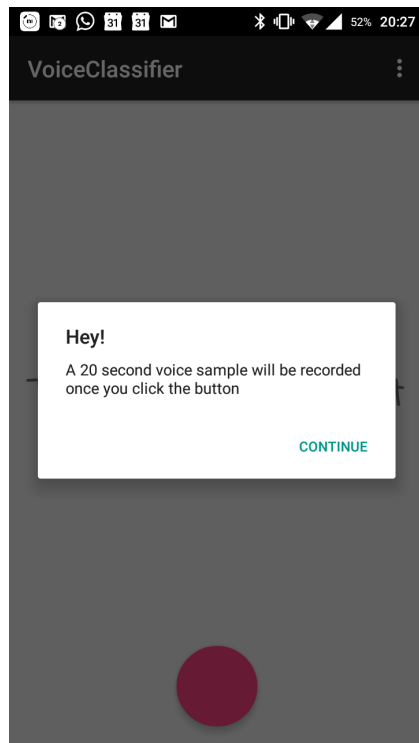 52% 20:27
VoiceClassifier
Hey!
A 20 second voice sample will be recorded
once you click the button
CONTINUE